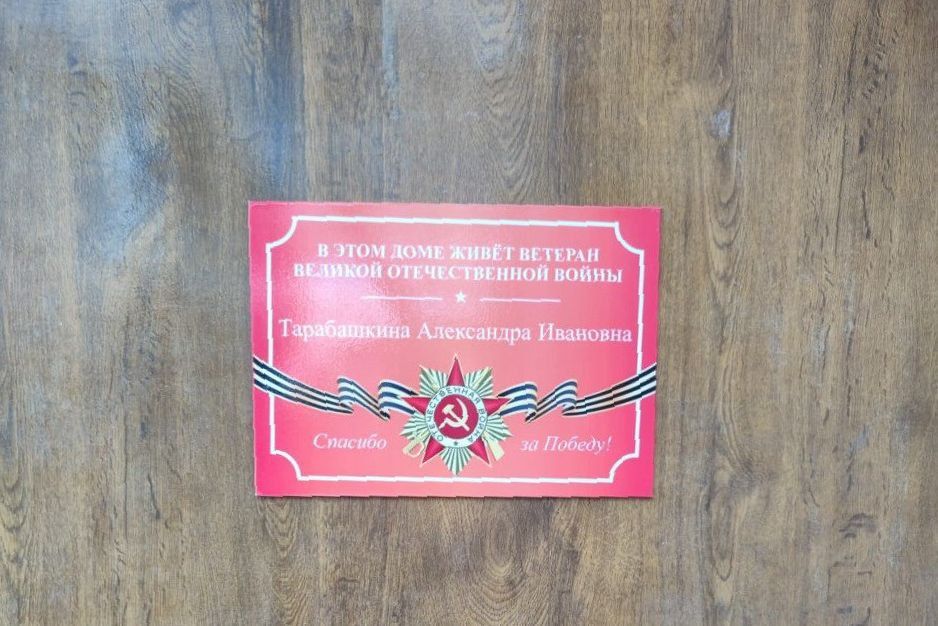 В ЭТОМ ДОМЕ ЖИВЁТ ВЕТЕРАН
ВЕЛИКОЙ ОТЕЧЕСТВЕННОЙ ВОЙНЫ
Тарабашкина Александра Ивановна
ОТЕЧЕСТВЕННАЯ ВОЙНА
Спасибо за Победу!